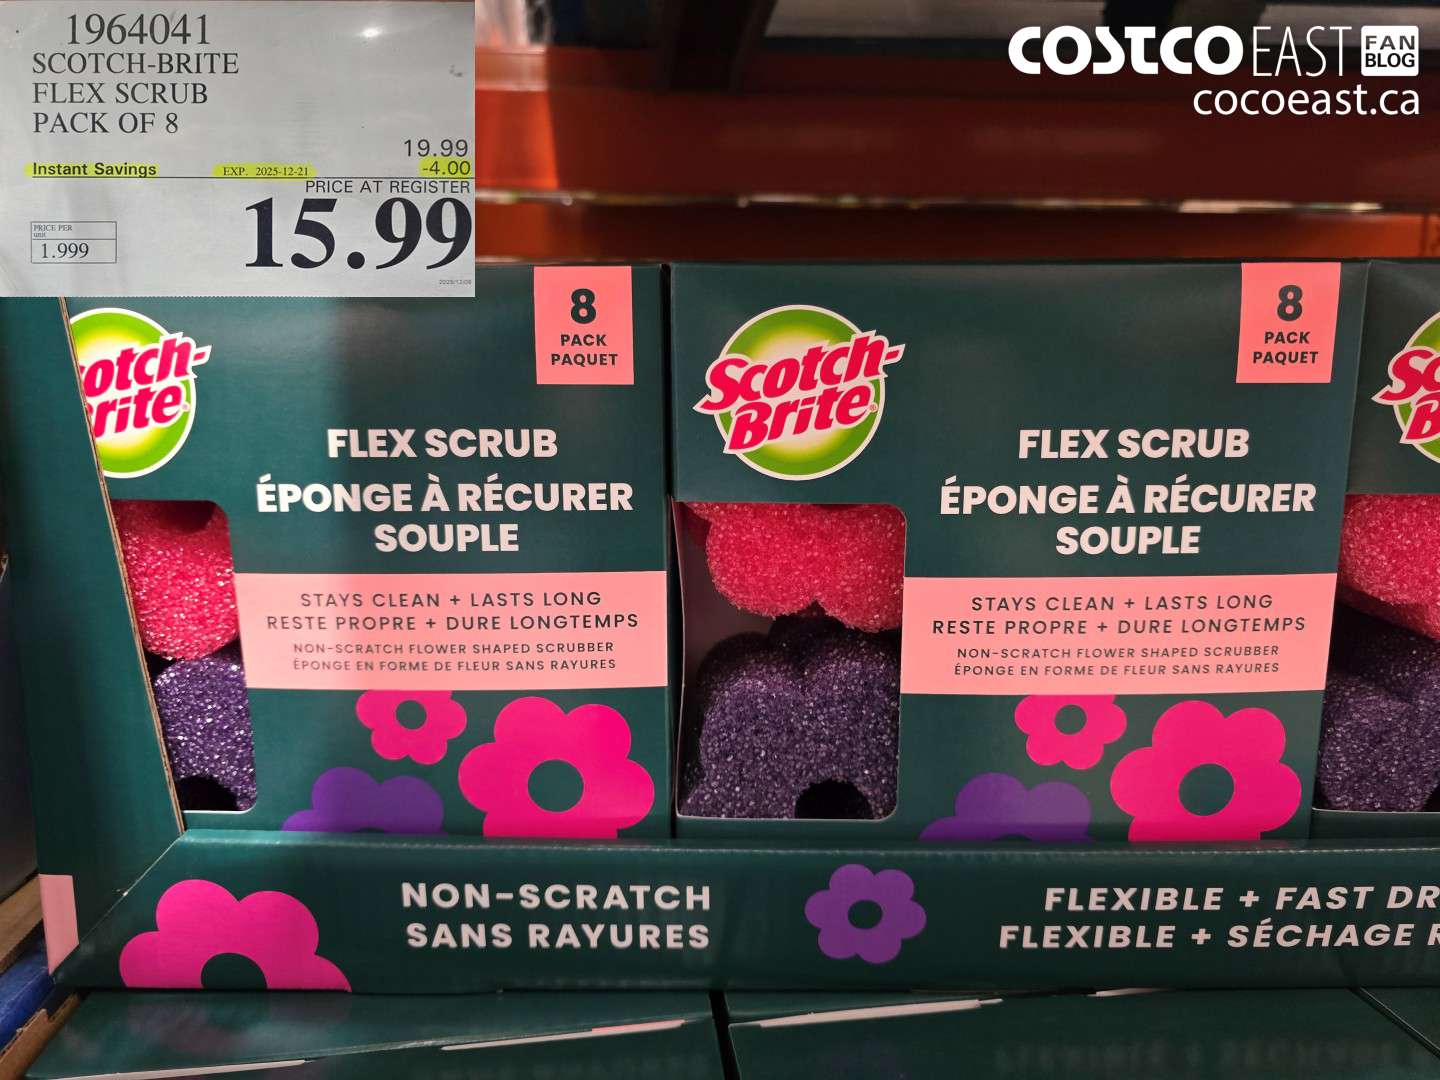 1964041
SCOTCH-BRITE
FLEX SCRUB
PACK OF 8
19.99
Instant Savings EXP. 2025-12-21 -4.00
PRICE AT REGISTER
15.99
PRICE PER
unit
1.999
COSTCO EAST FAN BLOG
cocoeast.ca
8
PACK
PAQUET
otch-
rite
FLEX SCRUB
ÉPONGE À RÉCURER
SOUPLE
STAYS CLEAN + LASTS LONG
RESTE PROPRE + DURE LONGTEMPS
NON-SCRATCH FLOWER SHAPED SCRUBBER
ÉPONGE EN FORME DE FLEUR SANS RAYURES
8
PACK
PAQUET
Scotch-
Brite
FLEX SCRUB
ÉPONGE À RÉCURER
SOUPLE
STAYS CLEAN + LASTS LONG
RESTE PROPRE + DURE LONGTEMPS
NON-SCRATCH FLOWER SHAPED SCRUBBER
ÉPONGE EN FORME DE FLEUR SANS RAYURES
Sc
B
NON-SCRATCH
SANS RAYURES
FLEXIBLE + FAST DR
FLEXIBLE + SÉCHAGE R